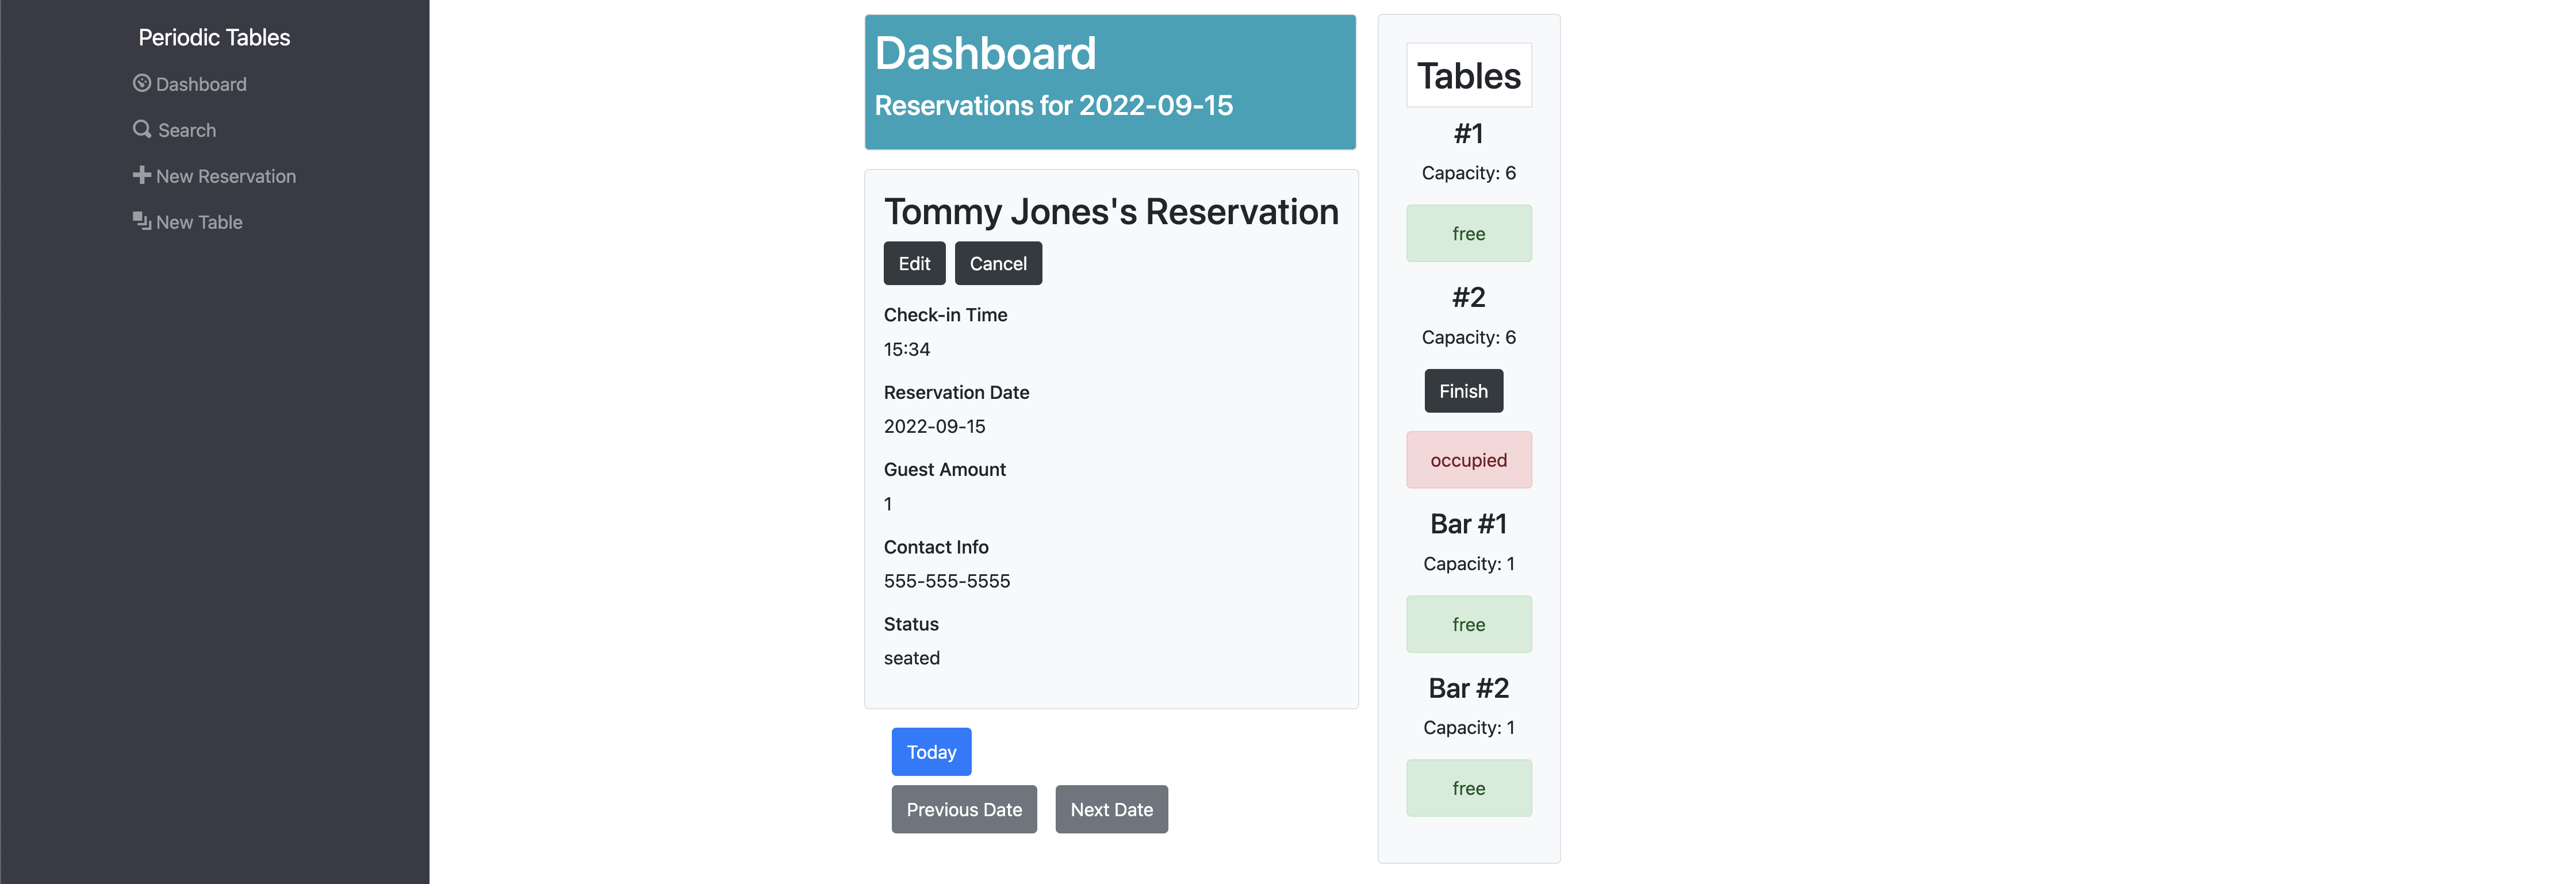 Periodic Tables
Dashboard
Search
New Reservation
New Table
Dashboard
Reservations for 2022-09-15
Tommy Jones's Reservation
Edit Cancel
Check-in Time
15:34
Reservation Date
2022-09-15
Guest Amount
1
Contact Info
555-555-5555
Status
seated
Today
Previous Date Next Date
Tables
#1
Capacity: 6
free
#2
Capacity: 6
Finish
occupied
Bar #1
Capacity: 1
free
Bar #2
Capacity: 1
free